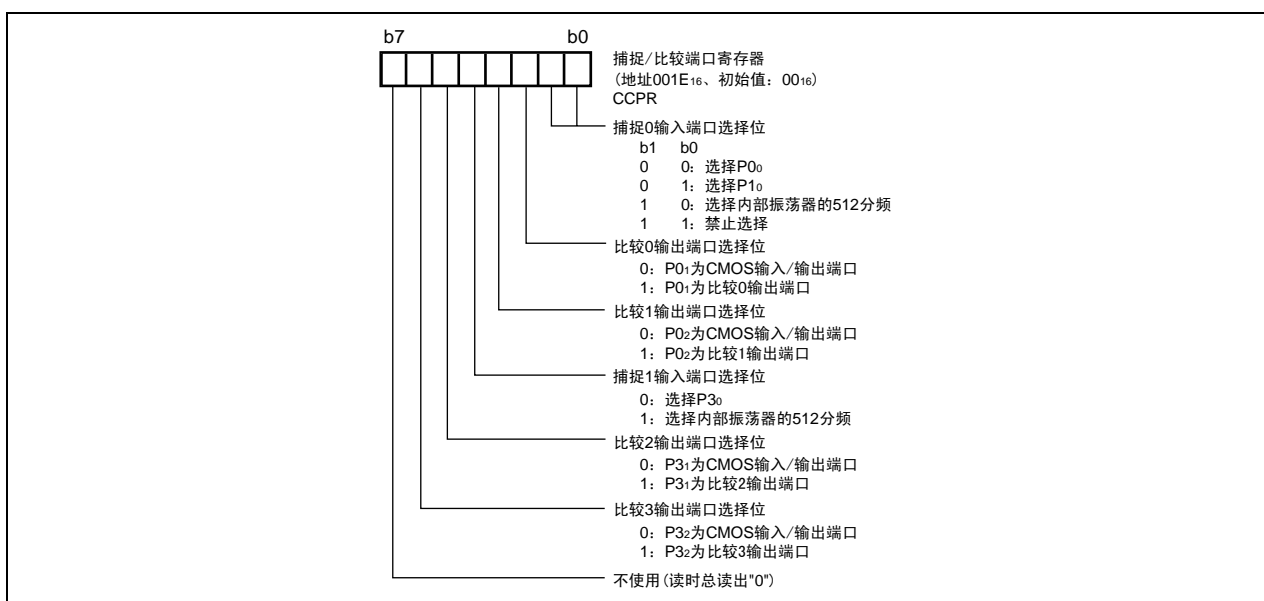 b7 b0
捕捉/比较端口寄存器
(地址001E16、初始值：0016)
CCPR
捕捉0输入端口选择位
b1 b0
0 0：选择P00
0 1：选择P10
1 0：选择内部振荡器的512分频
1 1：禁止选择
比较0输出端口选择位
0：P01为CMOS输入/输出端口
1：P01为比较0输出端口
比较1输出端口选择位
0：P02为CMOS输入/输出端口
1：P02为比较1输出端口
捕捉1输入端口选择位
0：选择P30
1：选择内部振荡器的512分频
比较2输出端口选择位
0：P31为CMOS输入/输出端口
1：P31为比较2输出端口
比较3输出端口选择位
0：P32为CMOS输入/输出端口
1：P32为比较3输出端口
不使用(读时总读出"0")